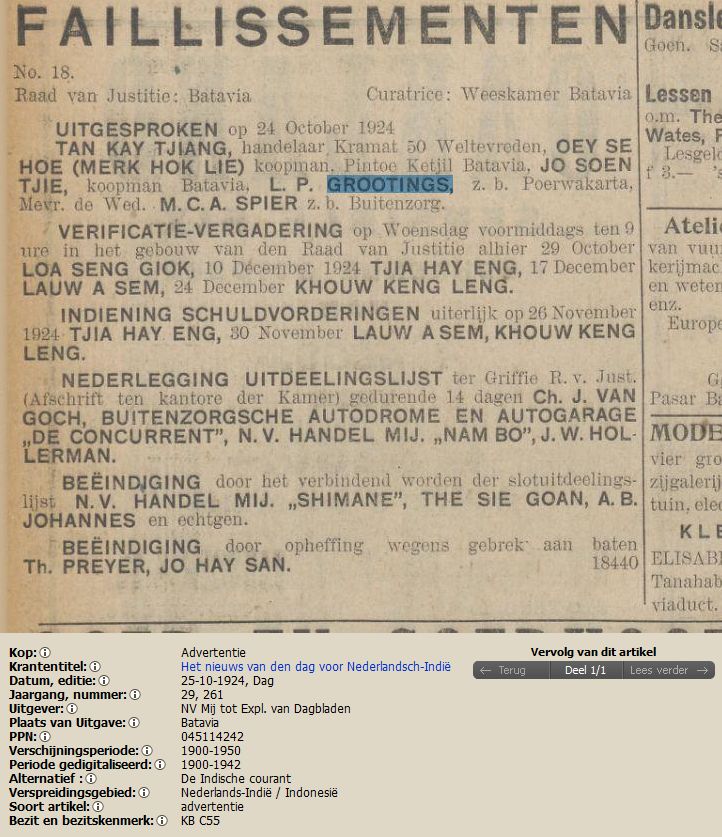 FAILLISSEMENTEN
No. 18.
Raad van Justitie: Batavia Curatrice: Weeskamer Batavia
UITGESPROKEN op 24 October 1924
TAN KAY TJIANG, handelaar Kramat 50 Weltevreden, OEY SE
HOE (MERK HOK LIE) koopman, Pintoe Ketjil Batavia, JO SOEN
TJIE, koopman Batavia, L. P. GROOTINGS, z. b. Poerwakarta,
Mevr. de Wed. M. C. A. SPIER z. b. Buitenzorg.
VERIFICATIE-VERGADERING op Woensdag voormiddags ten 9
ure in het gebouw van den Raad van Justitie alhier 29 October
LOA SENG GIOK, 10 December 1924 TJIA HAY ENG, 17 December
LAUW A SEM, 24 December KHOUW KENG LENG.
INDIENING SCHULDVORDERINGEN uiterlijk op 26 November
1924 TJIA HAY ENG, 30 November LAUW A SEM, KHOUW KENG
LENG.
NEDERLEGGING UITDEELINGSLIJST ter Griffie R. v. Just.
(Afschrift ten kantore der Kamer) gedurende 14 dagen Ch. J. VAN
GOCH, BUITENZORGSCHE AUTODROME EN AUTOGARAGE
„DE CONCURRENT”, N. V. HANDEL MIJ. „NAM BO”, J. W. HOL-
LERMAN.
BEËINDIGING door het verbindend worden der slotuitdeelings-
lijst N. V. HANDEL MIJ. „SHIMANE”, THE SIE GOAN, A. B.
JOHANNES en echtgen.
BEËINDIGING door opheffing wegens gebrek aan baten
Th. PREYER, JO HAY SAN. 18440
Goen.
Lessen
o.m. The
Wates,
Lesgeld
f 3.—
van
kerijmac
en
enz.
Europe
Pasar
MODE
vier
zijgalerij
tuin,
ELISAB
Tanahab
viaduct.
Kop: Advertentie
Krantentitel: Het nieuws van den dag voor Nederlandsch-Indië
Datum, editie: 25-10-1924, Dag
Jaargang, nummer: 29, 261
Uitgever: NV Mij tot Expl. van Dagbladen
Plaats van Uitgave: Batavia
PPN: 045114242
Verschijningsperiode: 1900-1950
Periode gedigitaliseerd: 1900-1942
Alternatief : De Indische courant
Verspreidingsgebied: Nederlands-Indië / Indonesië
Soort artikel: advertentie
Bezit en bezitskenmerk: KB C55
Vervolg van dit artikel
← Terug Deel 1/1 Lees verder →